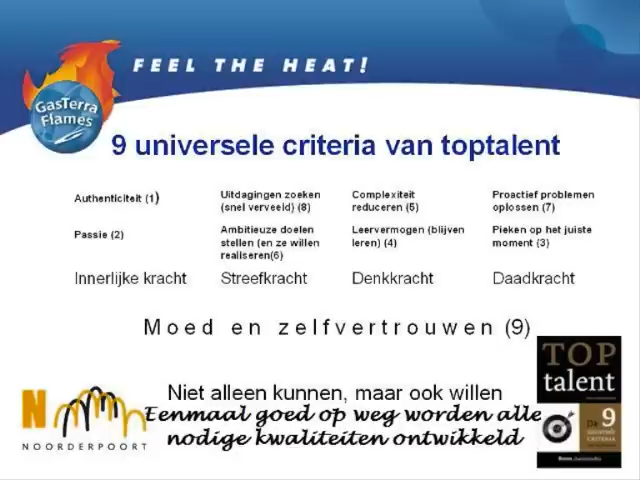 FEEL THE HEAT!
GasTerra
Flames
9 universele criteria van toptalent
Authenticiteit (1)
Uitdagingen zoeken
(snel verveeld) (8)
Complexiteit
reduceren (5)
Proactief problemen
oplossen (7)
Passie (2)
Ambitieuze doelen
stellen (en ze willen
realiseren(6)
Leervermogen (blijven
leren) (4)
Pieken op het juiste
moment (3)
Innerlijke kracht
Streefkracht
Denkkracht
Daadkracht
Moed en zelfvertrouwen (9)
Niet alleen kunnen, maar ook willen
Eenmaal goed op weg worden alle
nodige kwaliteiten ontwikkeld
N
NOORDERPOORT
TOP
talent
De 9
CRITERIA